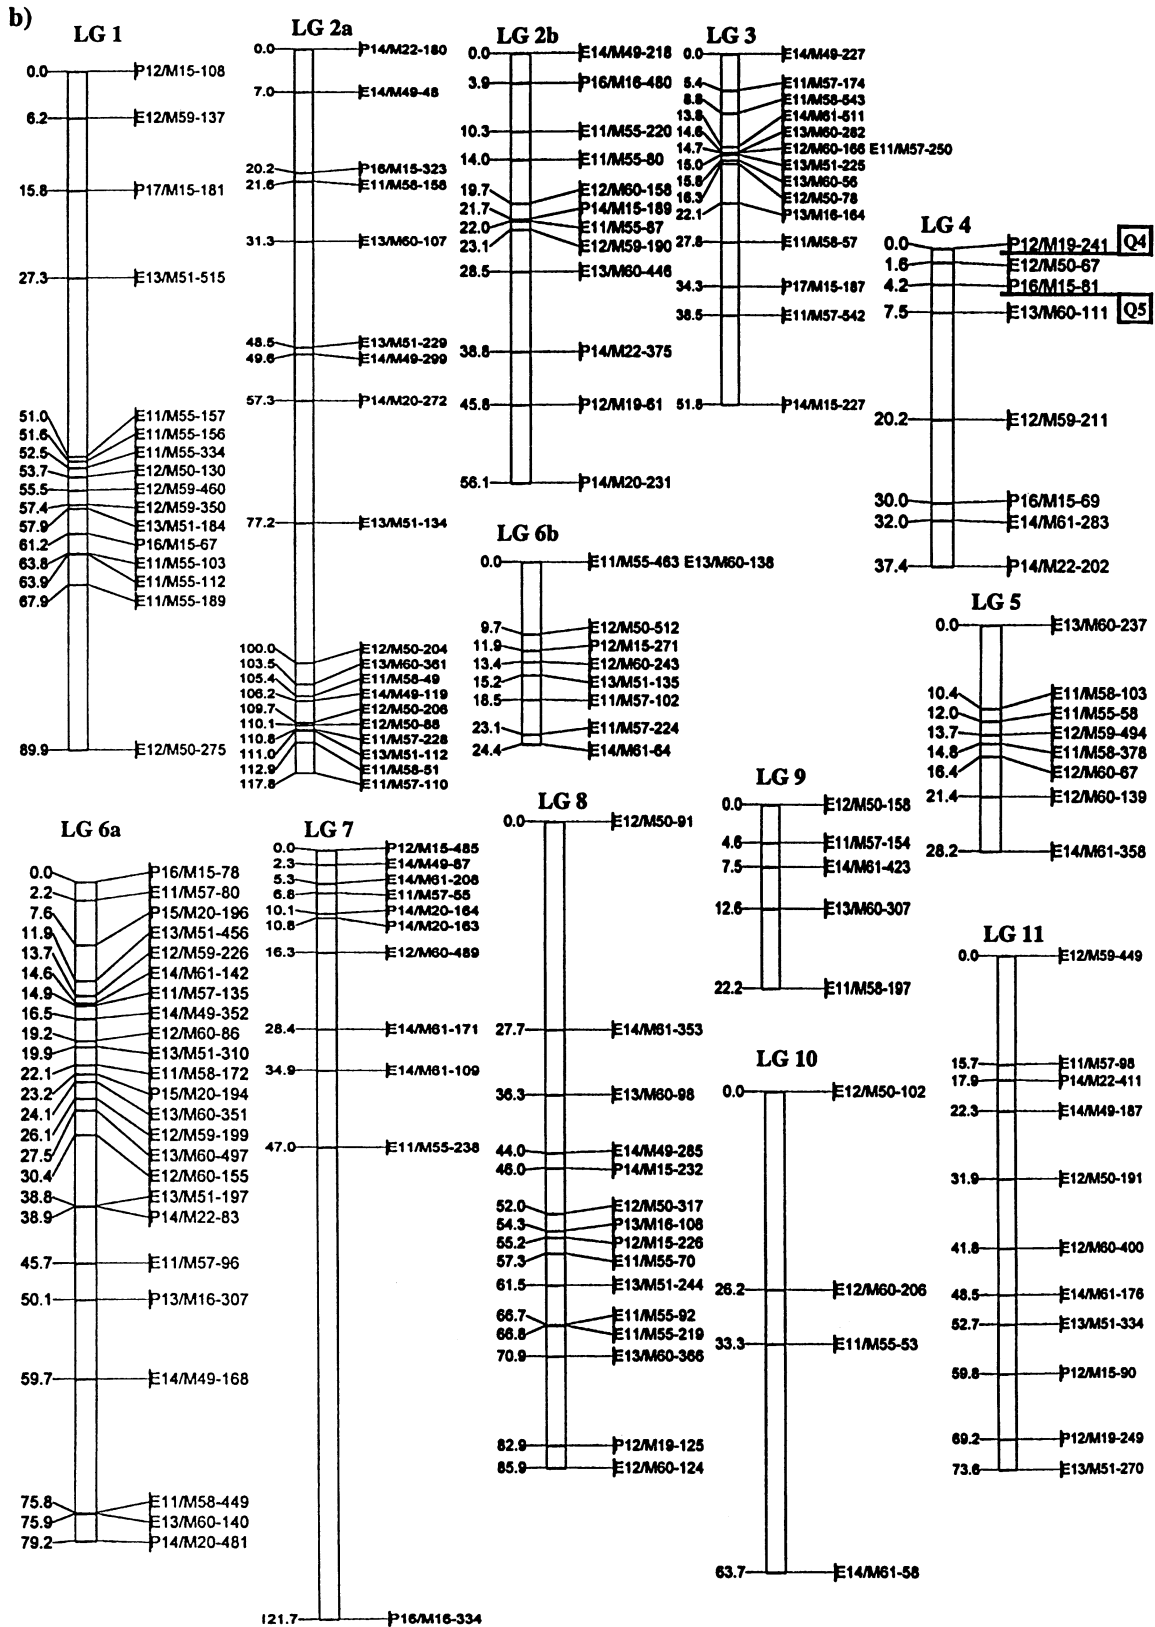 b)
LG 1
0.0 P12/M15-108
6.2 E12/M59-137
15.8 P17/M15-181
27.3 E13/M51-515
51.0 E11/M55-157
51.6 E11/M55-156
52.5 E11/M55-334
53.7 E12/M50-130
55.5 E12/M59-460
57.4 E12/M59-350
57.9 E13/M51-184
61.2 P16/M15-67
63.8 E11/M55-103
63.9 E11/M55-112
67.9 E11/M55-189
89.9 E12/M50-275
LG 2a
0.0 P14/M22-180
7.0 E14/M49-48
20.2 P16/M15-323
21.6 E11/M58-158
31.3 E13/M60-107
48.5 E13/M51-229
49.6 E14/M49-299
57.3 P14/M20-272
77.2 E13/M51-134
100.0 E12/M50-204
103.5 E13/M60-361
105.4 E11/M58-49
106.2 E14/M49-119
109.7 E12/M50-206
110.1 E12/M50-88
110.8 E11/M57-228
111.0 E13/M51-112
112.9 E11/M58-51
117.8 E11/M57-110
LG 2b
0.0 E14/M49-218
3.9 P16/M16-480
10.3 E11/M55-220
14.0 E11/M55-80
19.7 E12/M60-158
21.7 P14/M15-189
22.0 E11/M55-87
23.1 E12/M59-190
28.5 E13/M60-446
38.8 P14/M22-375
45.8 P12/M19-61
56.1 P14/M20-231
LG 3
0.0 E14/M49-227
5.4 E11/M57-174
8.8 E11/M58-543
13.8 E14/M61-511
14.6 E13/M60-282
14.7 E12/M60-166 E11/M57-250
15.0 E13/M51-225
15.8 E13/M60-56
16.3 E12/M50-78
22.1 P13/M16-164
27.8 E11/M58-57
34.3 P17/M15-187
38.5 E11/M57-542
51.8 P14/M15-227
LG 4
0.0 P12/M19-241 Q4
1.6 E12/M50-67
4.2 P16/M15-81
7.5 E13/M60-111 Q5
20.2 E12/M59-211
30.0 P16/M15-69
32.0 E14/M61-283
37.4 P14/M22-202
LG 6b
0.0 E11/M55-463 E13/M60-138
9.7 E12/M50-512
11.9 P12/M15-271
13.4 E12/M60-243
15.2 E13/M51-135
18.5 E11/M57-102
23.1 E11/M57-224
24.4 E14/M61-64
LG 5
0.0 E13/M60-237
10.4 E11/M58-103
12.0 E11/M55-58
13.7 E12/M59-494
14.8 E11/M58-378
16.4 E12/M60-67
21.4 E12/M60-139
28.2 E14/M61-358
LG 6a
0.0 P16/M15-78
2.2 E11/M57-80
7.6 P15/M20-196
11.9 E13/M51-456
13.7 E12/M59-226
14.6 E14/M61-142
14.9 E11/M57-135
16.5 E14/M49-352
19.2 E12/M60-86
19.9 E13/M51-310
22.1 E11/M58-172
23.2 P15/M20-194
24.1 E13/M60-351
26.1 E12/M59-199
27.5 E13/M60-497
30.4 E12/M60-155
38.8 E13/M51-197
38.9 P14/M22-83
45.7 E11/M57-96
50.1 P13/M16-307
59.7 E14/M49-168
75.8 E11/M58-449
75.9 E13/M60-140
79.2 P14/M20-481
LG 7
0.0 P12/M15-485
2.3 E14/M49-87
5.3 E14/M61-208
6.8 E11/M57-55
10.1 P14/M20-164
10.8 P14/M20-163
16.3 E12/M60-489
28.4 E14/M61-171
34.9 E14/M61-109
47.0 E11/M55-238
121.7 P16/M16-334
LG 8
0.0 E12/M50-91
27.7 E14/M61-353
36.3 E13/M60-98
44.0 E14/M49-285
46.0 P14/M15-232
52.0 E12/M50-317
54.3 P13/M16-108
55.2 P12/M15-226
57.3 E11/M55-70
61.5 E13/M51-244
66.7 E11/M55-92
66.8 E11/M55-219
70.9 E13/M60-366
82.9 P12/M19-125
85.9 E12/M60-124
LG 9
0.0 E12/M50-158
4.6 E11/M57-154
7.5 E14/M61-423
12.6 E13/M60-307
22.2 E11/M58-197
LG 10
0.0 E12/M50-102
26.2 E12/M60-206
33.3 E11/M55-53
63.7 E14/M61-58
LG 11
0.0 E12/M59-449
15.7 E11/M57-98
17.9 P14/M22-411
22.3 E14/M49-187
31.9 E12/M50-191
41.8 E12/M60-400
48.5 E14/M61-176
52.7 E13/M51-334
59.8 P12/M15-90
69.2 P12/M19-249
73.6 E13/M51-270